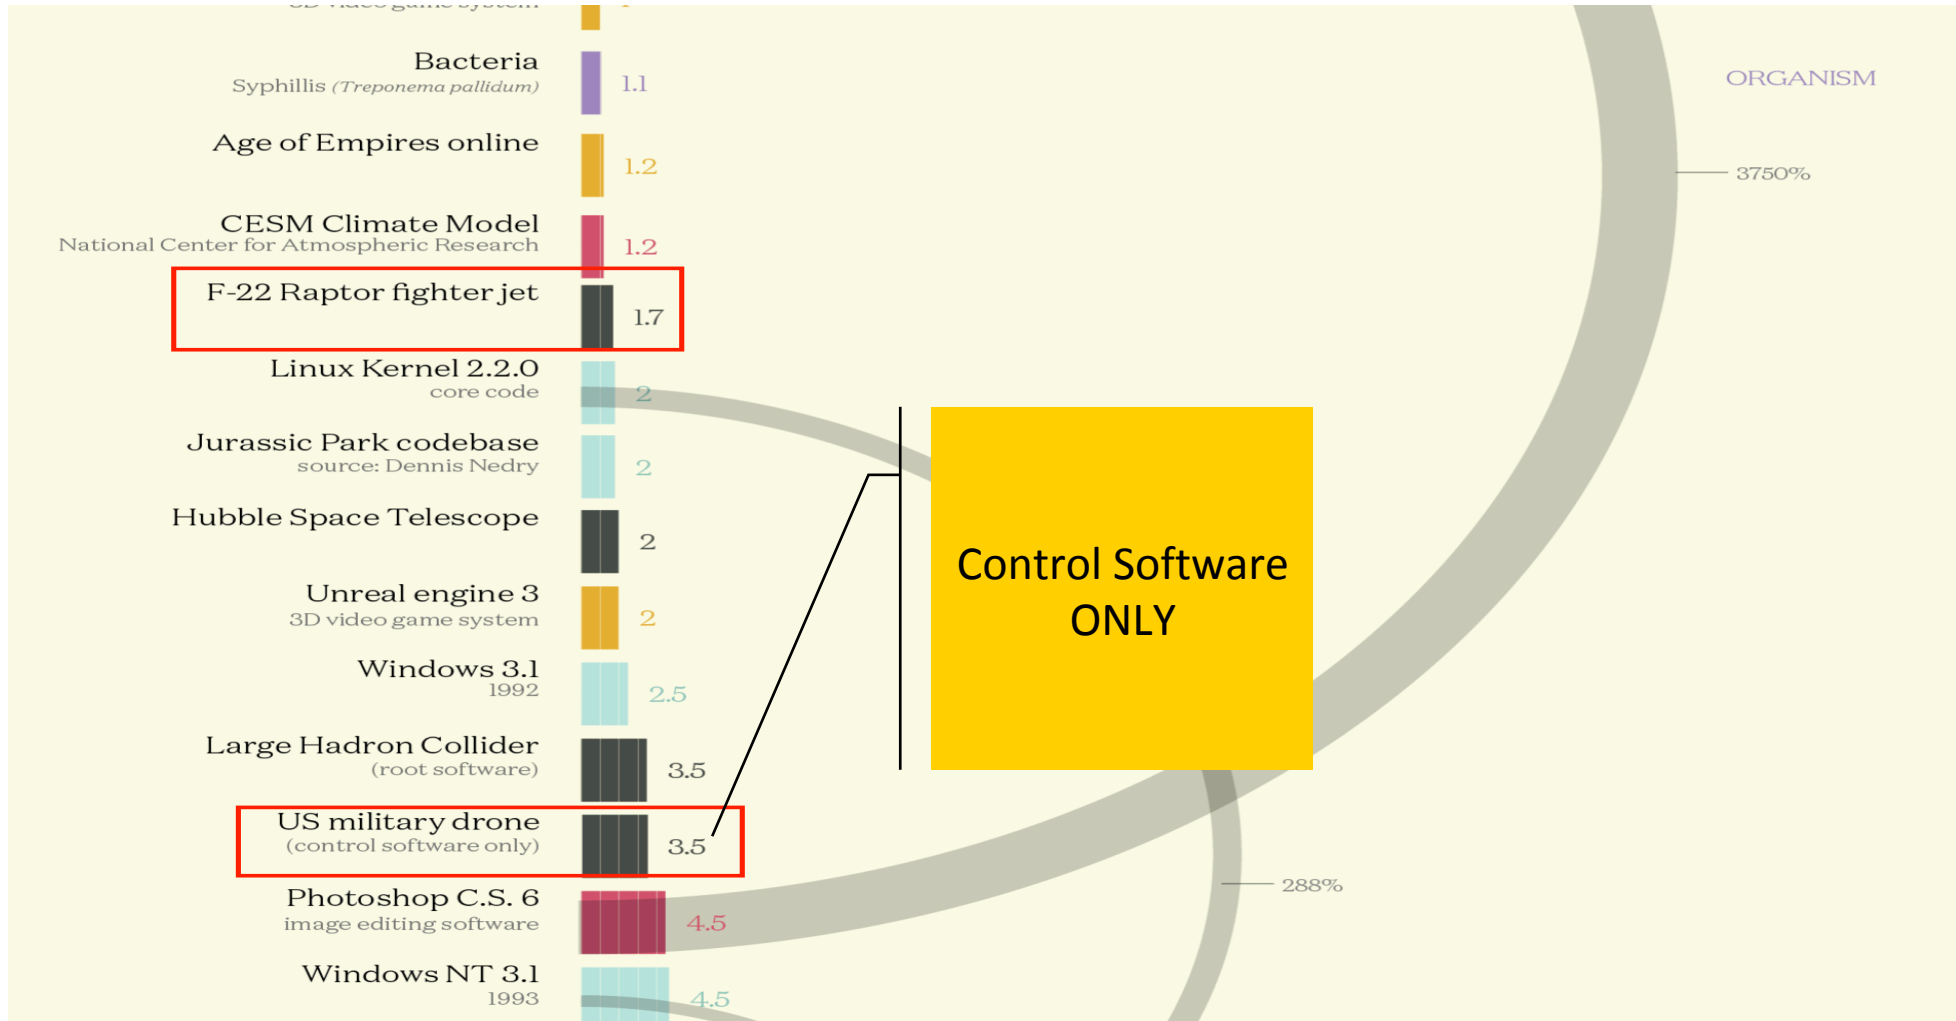 3D video game system
Bacteria
Syphillis (Treponema pallidum)
1.1
Age of Empires online
1.2
CESM Climate Model
National Center for Atmospheric Research
1.2
F-22 Raptor fighter jet
1.7
Linux Kernel 2.2.0
core code
2
Jurassic Park codebase
source: Dennis Nedry
2
Hubble Space Telescope
2
Unreal engine 3
3D video game system
2
Windows 3.1
1992
2.5
Large Hadron Collider
(root software)
3.5
US military drone
(control software only)
3.5
Photoshop C.S. 6
image editing software
4.5
Windows NT 3.1
1993
4.5
Control Software
ONLY
ORGANISM
3750%
288%